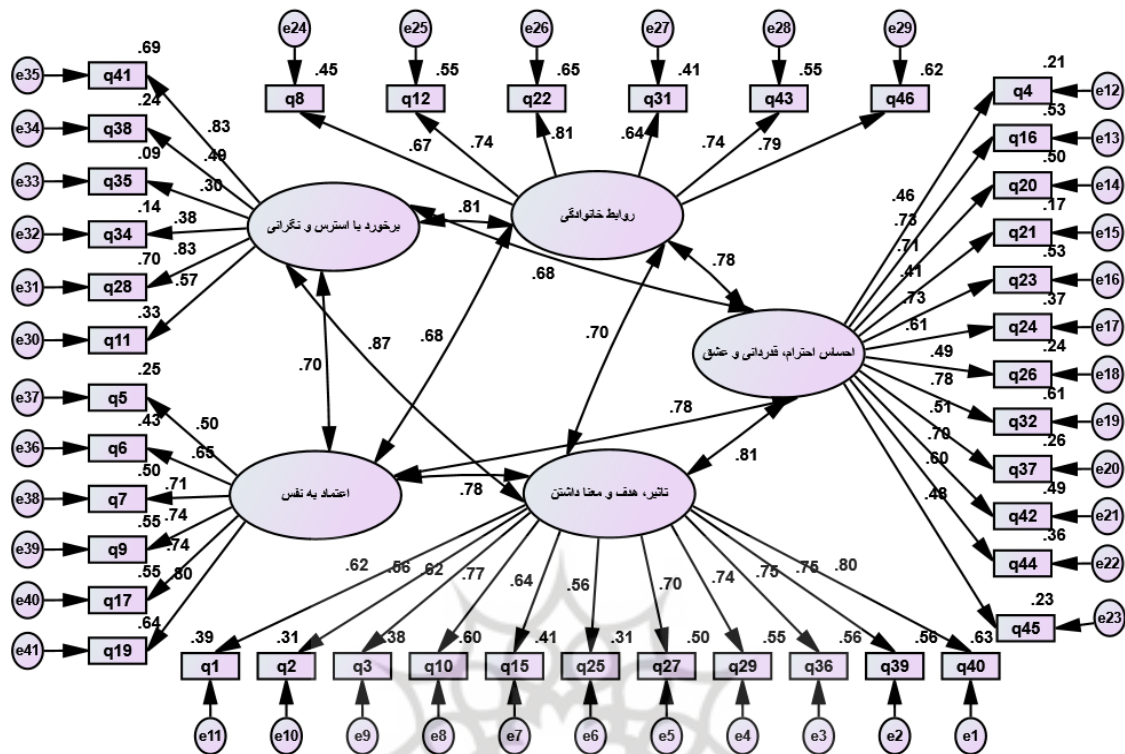 e24 e25 e26 e27 e28 e29
.45 .55 .65 .41 .55 .62
q8 q12 q22 q31 q43 q46
.67 .74 .81 .64 .74 .79
روابط خانوادگی
.69
e35 q41
.24
e34 q38
.09
e33 q35
.14
e32 q34
.70
e31 q28
.33
e30 q11
.83
.49
.30
.38
.83
.57
برخورد با استرس و نگرانی
.81
.68
.78
.87
.70
.68
.70
.78
.81
.78
.25
e37 q5
.43
e36 q6
.50
e38 q7
.55
e39 q9
.55
e40 q17
.64
e41 q19
.50
.65
.71
.74
.74
.80
اعتماد به نفس
تاثیر، هدف و معنا داشتن
احساس احترام، قدردانی و عشق
.46
.73
.71
.41
.73
.61
.49
.78
.51
.70
.60
.48
.21
q4 e12
.53
q16 e13
.50
q20 e14
.17
q21 e15
.53
q23 e16
.37
q24 e17
.24
q26 e18
.61
q32 e19
.26
q37 e20
.49
q42 e21
.36
q44 e22
.23
q45 e23
.62 .56 .62 .77 .64 .56 .70 .74 .75 .75 .80
.39 .31 .38 .60 .41 .31 .50 .55 .56 .56 .63
q1 q2 q3 q10 q15 q25 q27 q29 q36 q39 q40
e11 e10 e9 e8 e7 e6 e5 e4 e3 e2 e1